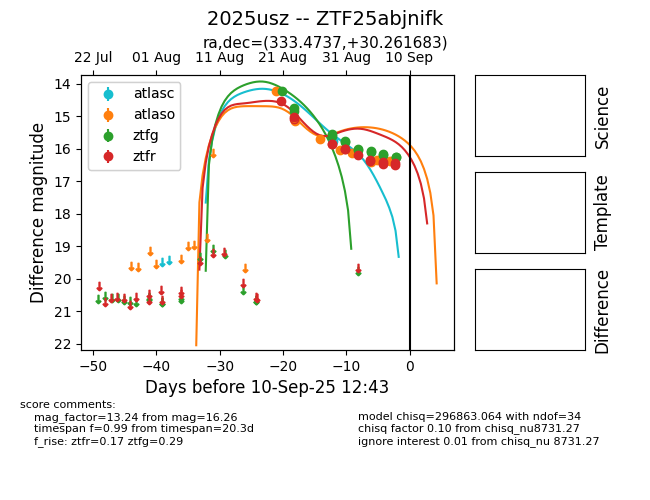 2025usz -- ZTF25abjnifk
ra,dec=(333.4737,+30.261683)
22 Jul 01 Aug 11 Aug 21 Aug 31 Aug 10 Sep
atlasc
atlaso
ztfg
ztfr
14
15
16
17
18
19
20
21
22
Difference magnitude
−50 −40 −30 −20 −10 0
Days before 10-Sep-25 12:43
Science
Template
Difference
score comments:
mag_factor=13.24 from mag=16.26
timespan f=0.99 from timespan=20.3d
f_rise: ztfr=0.17 ztfg=0.29
model chisq=296863.064 with ndof=34
chisq factor 0.10 from chisq_nu8731.27
ignore interest 0.01 from chisq_nu 8731.27